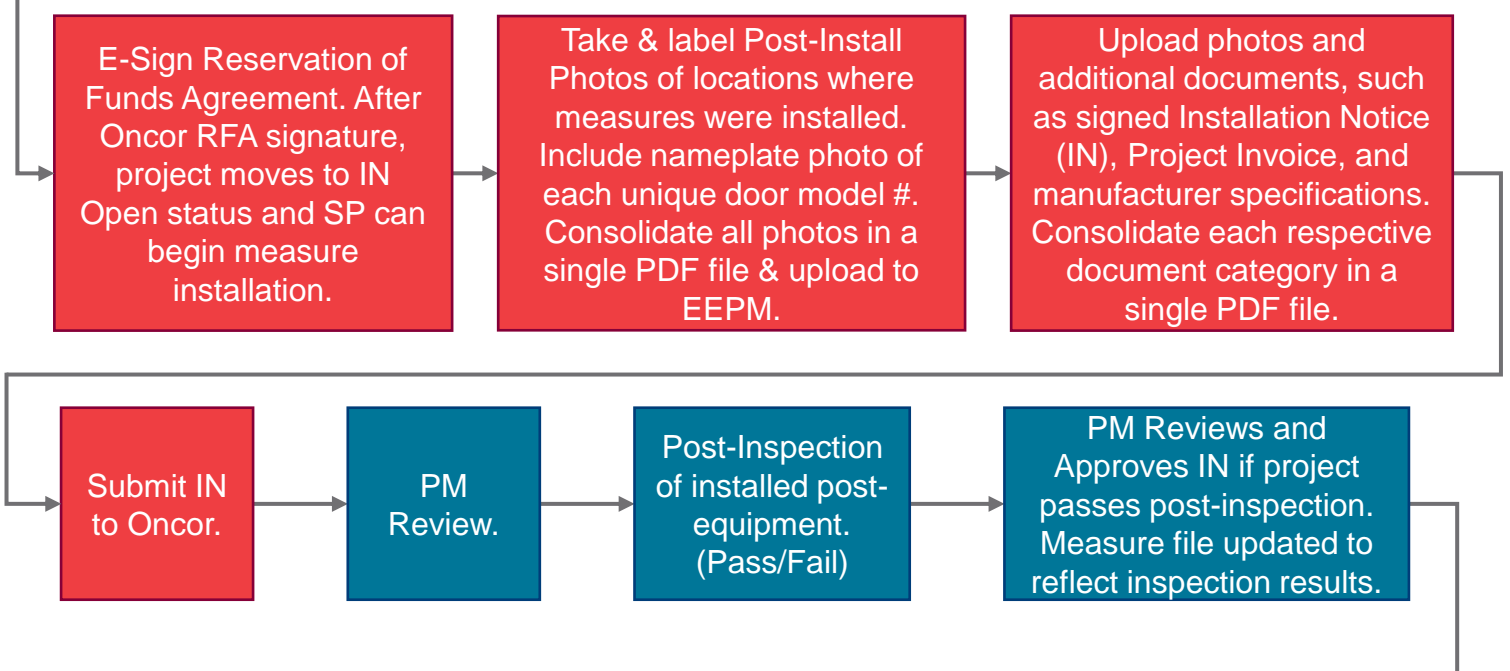 E-Sign Reservation of
Funds Agreement. After
Oncor RFA signature,
project moves to IN
Open status and SP can
begin measure
installation.
Take & label Post-Install
Photos of locations where
measures were installed.
Include nameplate photo of
each unique door model #.
Consolidate all photos in a
single PDF file & upload to
EEPM.
Upload photos and
additional documents, such
as signed Installation Notice
(IN), Project Invoice, and
manufacturer specifications.
Consolidate each respective
document category in a
single PDF file.
Submit IN
to Oncor.
PM
Review.
Post-Inspection
of installed post-
equipment.
(Pass/Fail)
PM Reviews and
Approves IN if project
passes post-inspection.
Measure file updated to
reflect inspection results.